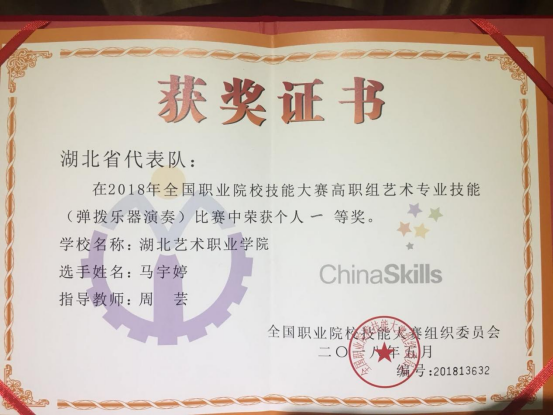 获奖证书
湖北省代表队：
在2018年全国职业院校技能大赛高职组艺术专业技能
（弹拨乐器演奏）比赛中荣获个人 一 等奖。
学校名称：湖北艺术职业学院
选手姓名：马宇婷
指导教师：周　芸
ChinaSkills
全国职业院校技能大赛组织委员会
二〇一八年五月
编号:201813632